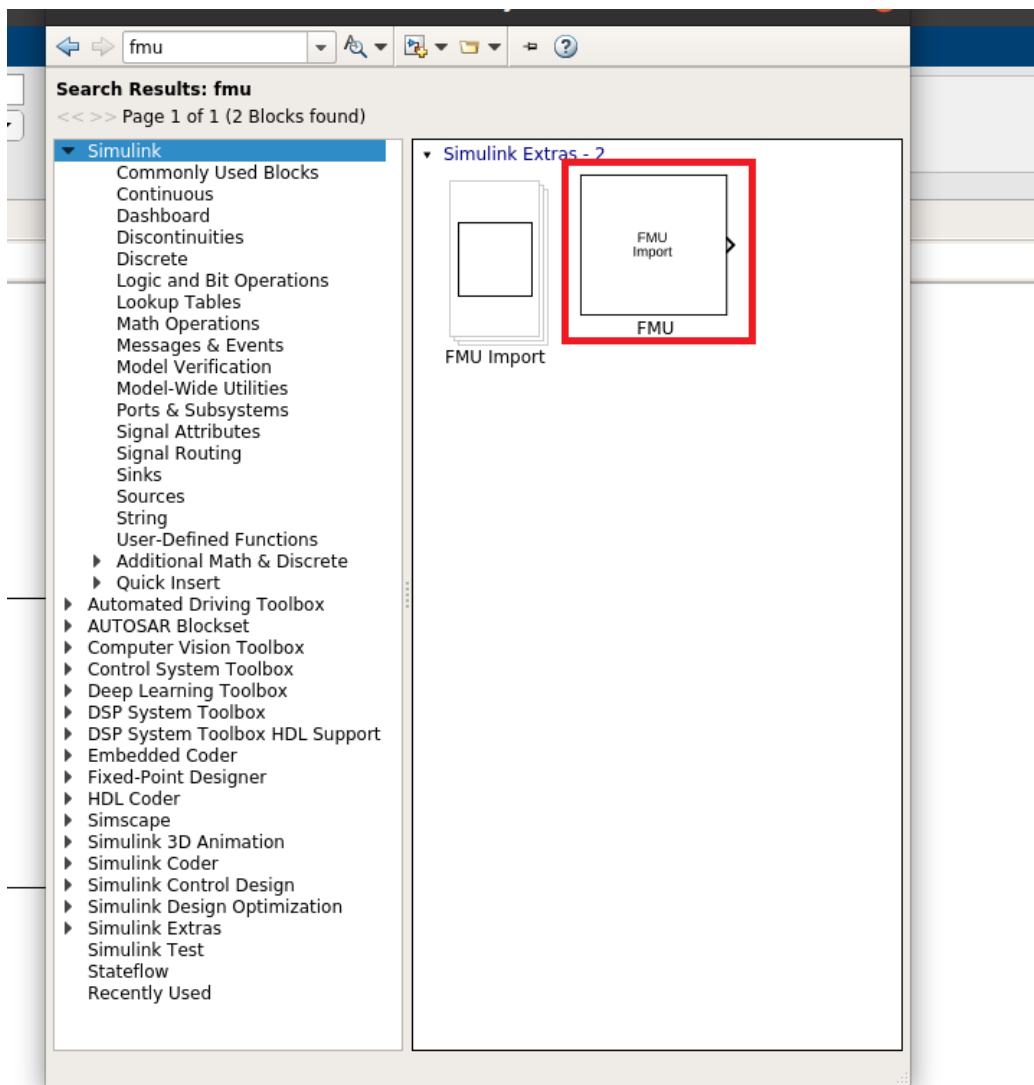 fmu
Search Results: fmu
<< >> Page 1 of 1 (2 Blocks found)
Simulink
Commonly Used Blocks
Continuous
Dashboard
Discontinuities
Discrete
Logic and Bit Operations
Lookup Tables
Math Operations
Messages & Events
Model Verification
Model-Wide Utilities
Ports & Subsystems
Signal Attributes
Signal Routing
Sinks
Sources
String
User-Defined Functions
Additional Math & Discrete
Quick Insert
Automated Driving Toolbox
AUTOSAR Blockset
Computer Vision Toolbox
Control System Toolbox
Deep Learning Toolbox
DSP System Toolbox
DSP System Toolbox HDL Support
Embedded Coder
Fixed-Point Designer
HDL Coder
Simscape
Simulink 3D Animation
Simulink Coder
Simulink Control Design
Simulink Design Optimization
Simulink Extras
Simulink Test
Stateflow
Recently Used
Simulink Extras - 2
FMU
Import
FMU
FMU Import